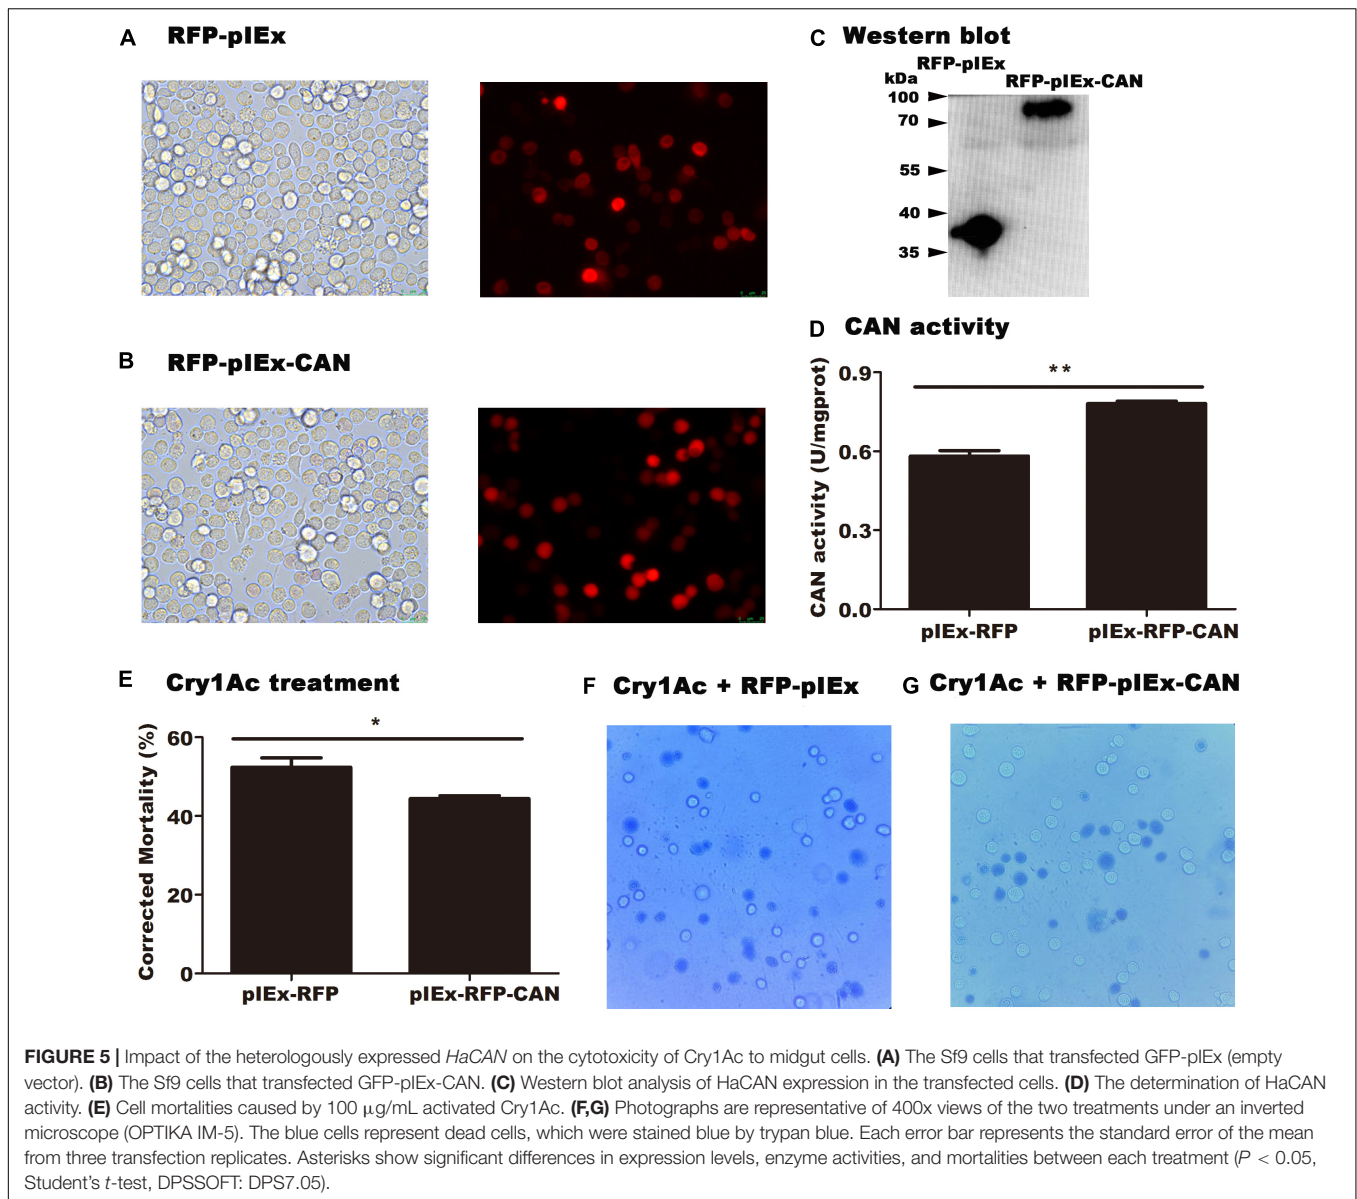 A RFP-pIEx
B RFP-pIEx-CAN
C Western blot
RFP-pIEx
kDa
RFP-pIEx-CAN
100
70
55
40
35
D CAN activity
CAN activity (U/mgprot)
0.9
0.6
0.3
0.0
**
pIEx-RFP
pIEx-RFP-CAN
E Cry1Ac treatment
Corrected Mortality (%)
60
40
20
0
*
pIEx-RFP
pIEx-RFP-CAN
F Cry1Ac + RFP-pIEx
G Cry1Ac + RFP-pIEx-CAN
FIGURE 5 | Impact of the heterologously expressed HaCAN on the cytotoxicity of Cry1Ac to midgut cells. (A) The Sf9 cells that transfected GFP-pIEx (empty
vector). (B) The Sf9 cells that transfected GFP-pIEx-CAN. (C) Western blot analysis of HaCAN expression in the transfected cells. (D) The determination of HaCAN
activity. (E) Cell mortalities caused by 100 μg/mL activated Cry1Ac. (F,G) Photographs are representative of 400x views of the two treatments under an inverted
microscope (OPTIKA IM-5). The blue cells represent dead cells, which were stained blue by trypan blue. Each error bar represents the standard error of the mean
from three transfection replicates. Asterisks show significant differences in expression levels, enzyme activities, and mortalities between each treatment (P < 0.05,
Student's t-test, DPSSOFT: DPS7.05).